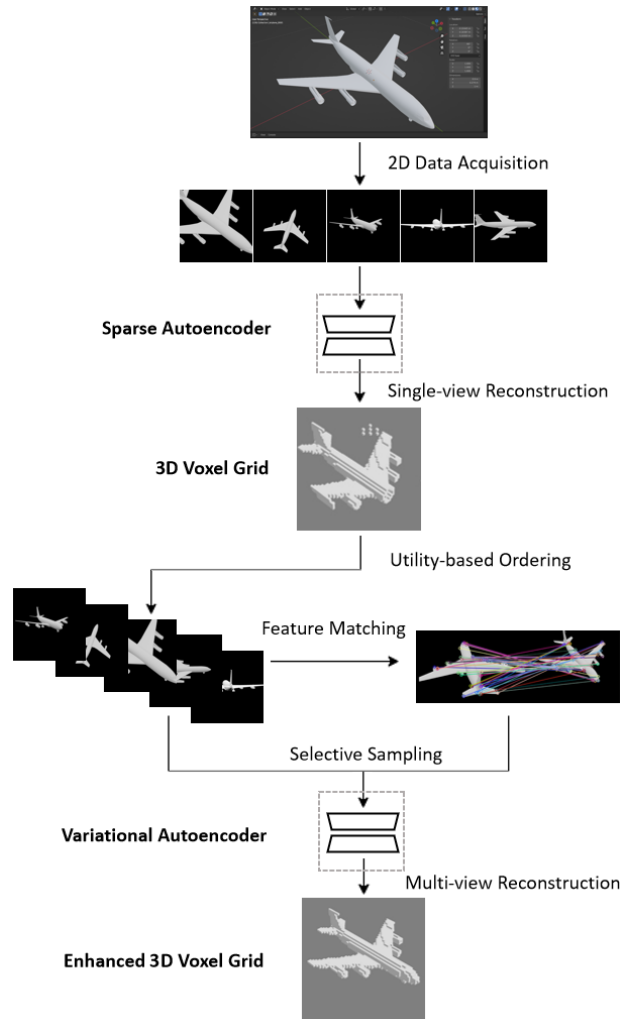 2D Data Acquisition
Sparse Autoencoder
Single-view Reconstruction
3D Voxel Grid
Utility-based Ordering
Feature Matching
Selective Sampling
Variational Autoencoder
Multi-view Reconstruction
Enhanced 3D Voxel Grid